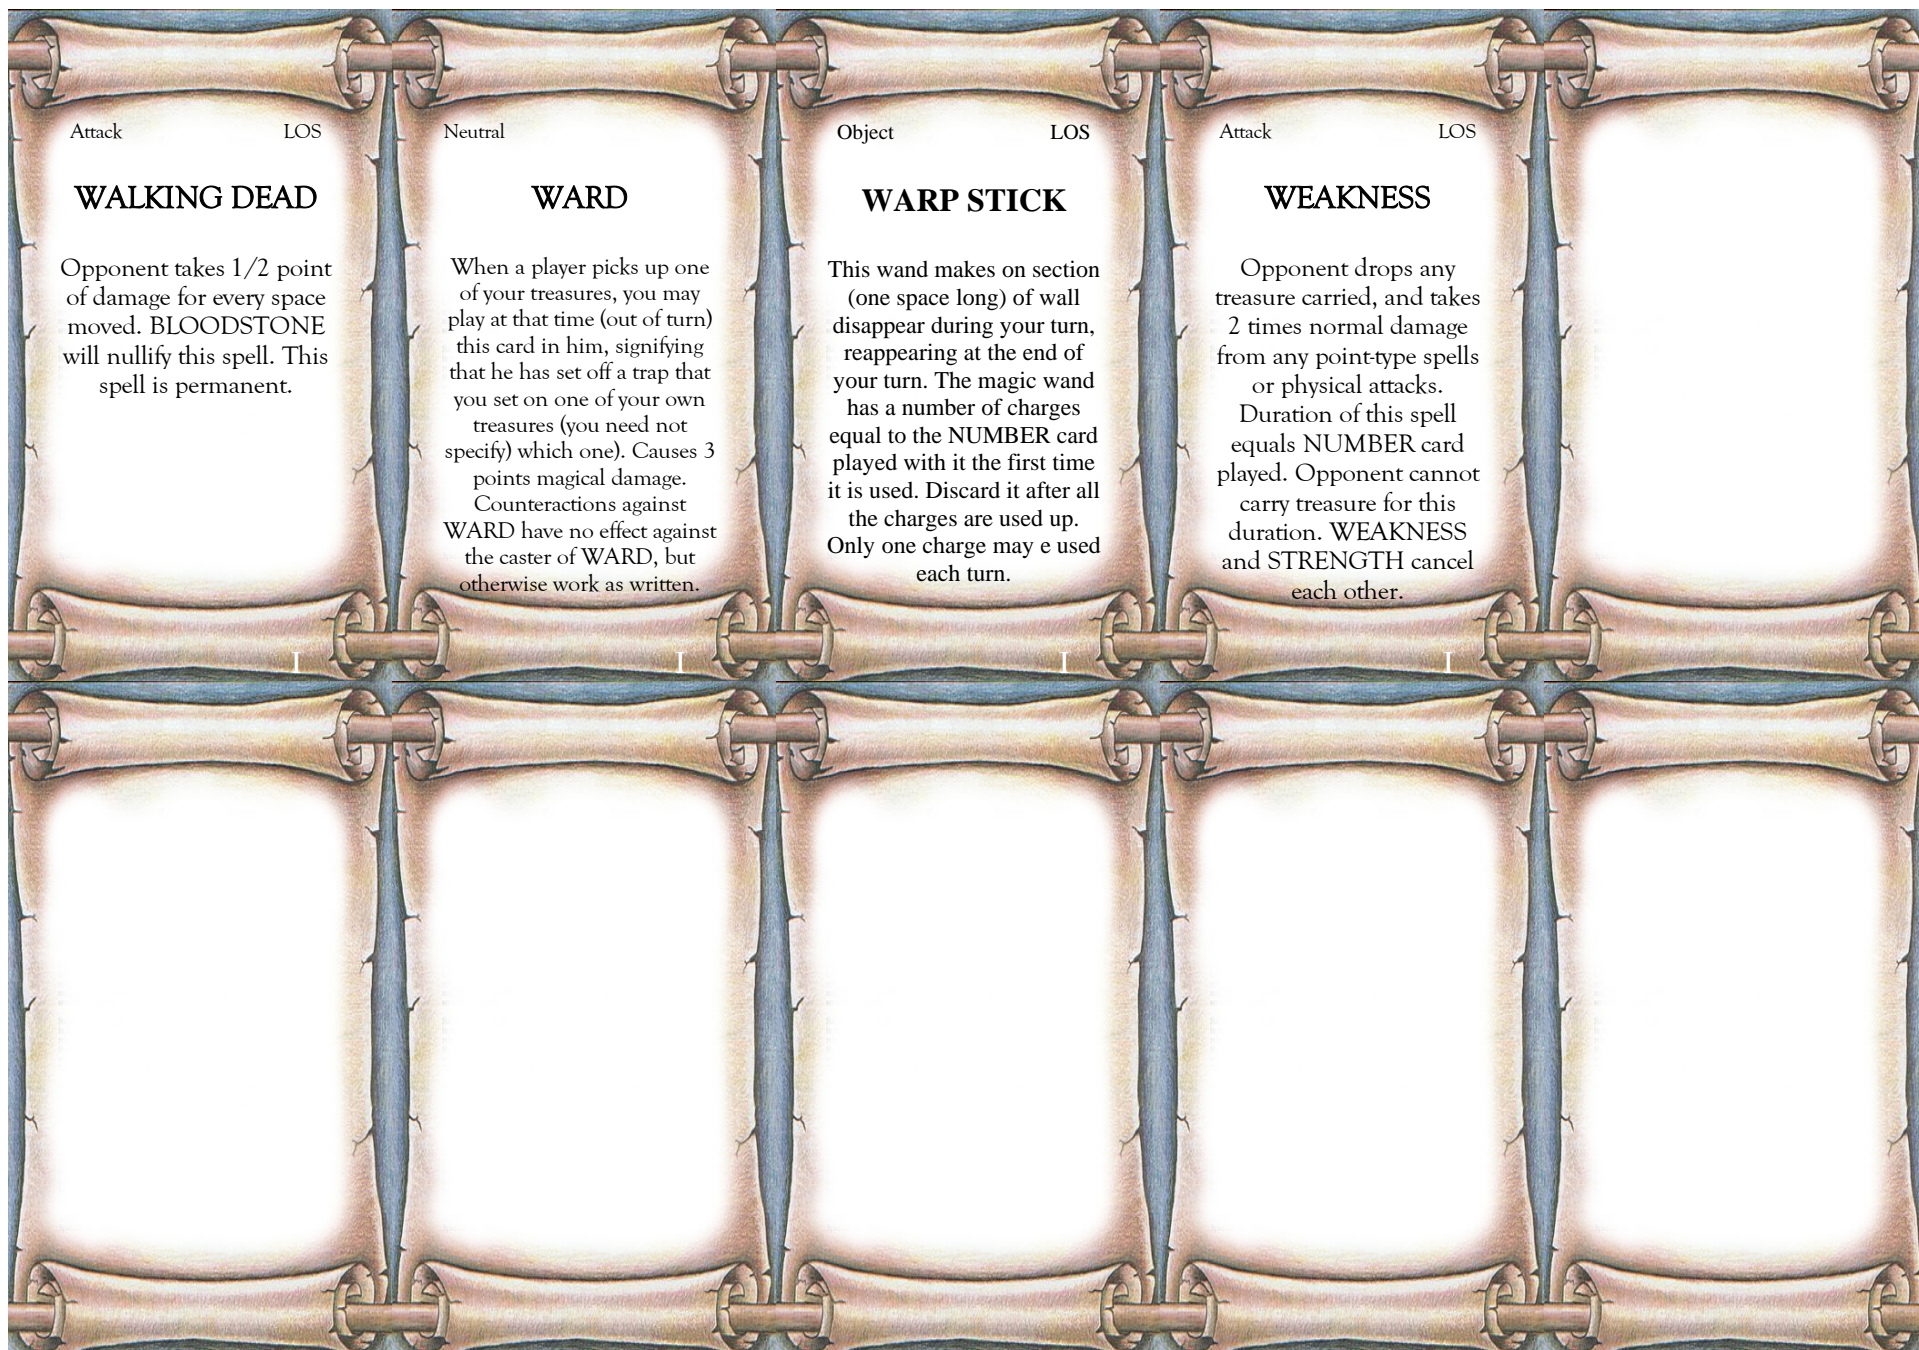 Attack LOS
WALKING DEAD
Opponent takes 1/2 point
of damage for every space
moved. BLOODSTONE
will nullify this spell. This
spell is permanent.
1
Neutral
WARD
When a player picks up one
of your treasures, you may
play at that time (out of turn)
this card in him, signifying
that he has set off a trap that
you set on one of your own
treasures (you need not
specify) which one). Causes 3
points magical damage.
Counteractions against
WARD have no effect against
the caster of WARD, but
otherwise work as written.
1
Object LOS
WARP STICK
This wand makes on section
(one space long) of wall
disappear during your turn,
reappearing at the end of
your turn. The magic wand
has a number of charges
equal to the NUMBER card
played with it the first time
it is used. Discard it after all
the charges are used up.
Only one charge may e used
each turn.
1
Attack LOS
WEAKNESS
Opponent drops any
treasure carried, and takes
2 times normal damage
from any point-type spells
or physical attacks.
Duration of this spell
equals NUMBER card
played. Opponent cannot
carry treasure for this
duration. WEAKNESS
and STRENGTH cancel
each other.
1